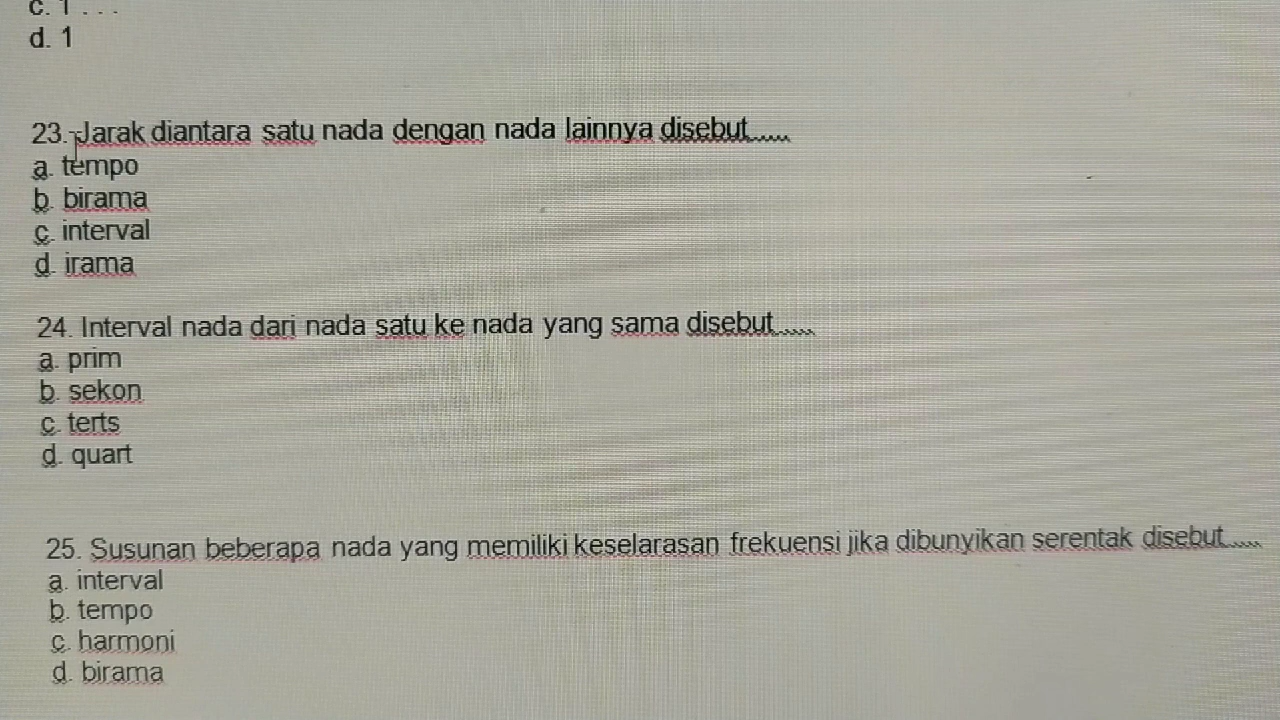 d. 1
23. Jarak diantara satu nada dengan nada lainnya disebut......
a. tempo
b. birama
c. interval
d. irama
24. Interval nada dari nada satu ke nada yang sama disebut......
a. prim
b. sekon
c. terts
d. quart
25. Susunan beberapa nada yang memiliki keselarasan frekuensi jika dibunyikan serentak disebut......
a. interval
b. tempo
c. harmoni
d. birama